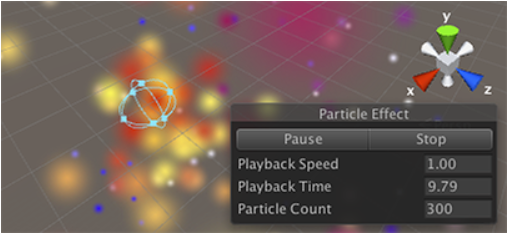 y
x
z
Particle Effect
Pause Stop
Playback Speed 1.00
Playback Time 9.79
Particle Count 300